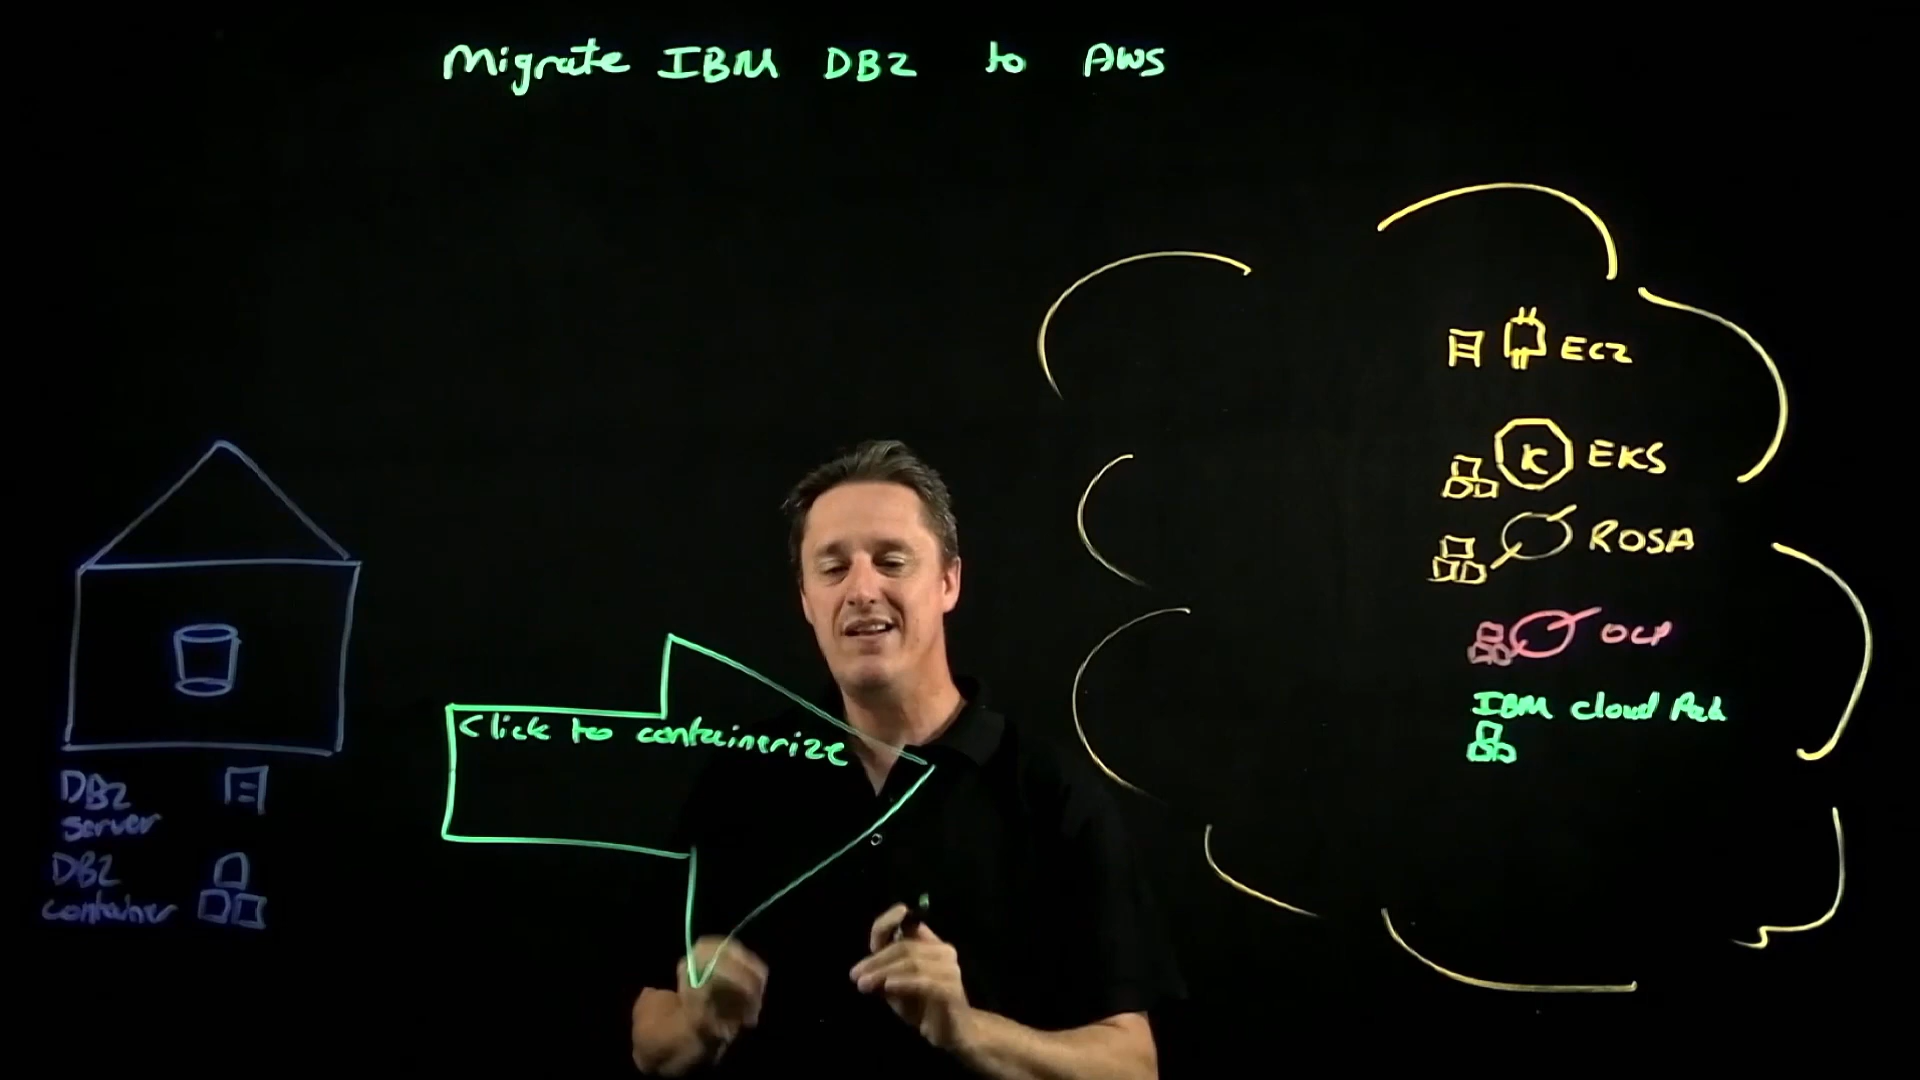 Migrate IBM DB2 to AWS
EC2
K EKS
ROSA
OCP
IBM Cloud Pak
Click to containerize
DB2
Server
DB2
container